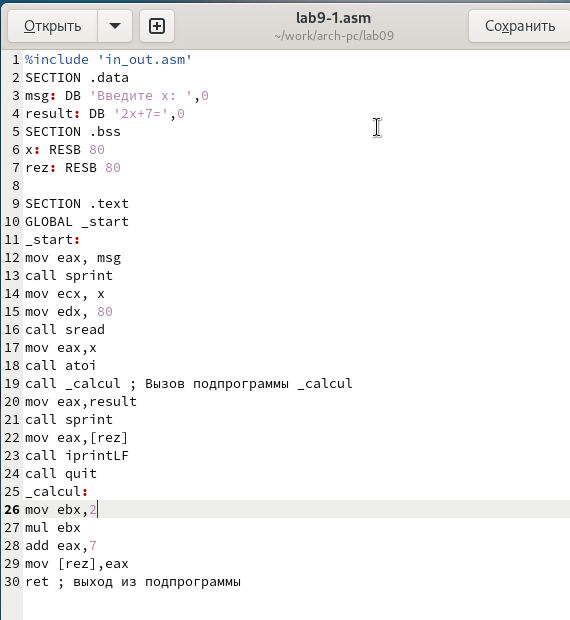 Открыть
lab9-1.asm
~/work/arch-pc/lab09
Сохранить
1 %include 'in_out.asm'
2 SECTION .data
3 msg: DB 'Введите x: ',0
4 result: DB '2x+7=',0
5 SECTION .bss
6 x: RESB 80
7 rez: RESB 80
8
9 SECTION .text
10 GLOBAL _start
11 _start:
12 mov eax, msg
13 call sprint
14 mov ecx, x
15 mov edx, 80
16 call sread
17 mov eax,x
18 call atoi
19 call _calcul ; Вызов подпрограммы _calcul
20 mov eax,result
21 call sprint
22 mov eax,[rez]
23 call iprintLF
24 call quit
25 _calcul:
26 mov ebx,2
27 mul ebx
28 add eax,7
29 mov [rez],eax
30 ret ; выход из подпрограммы